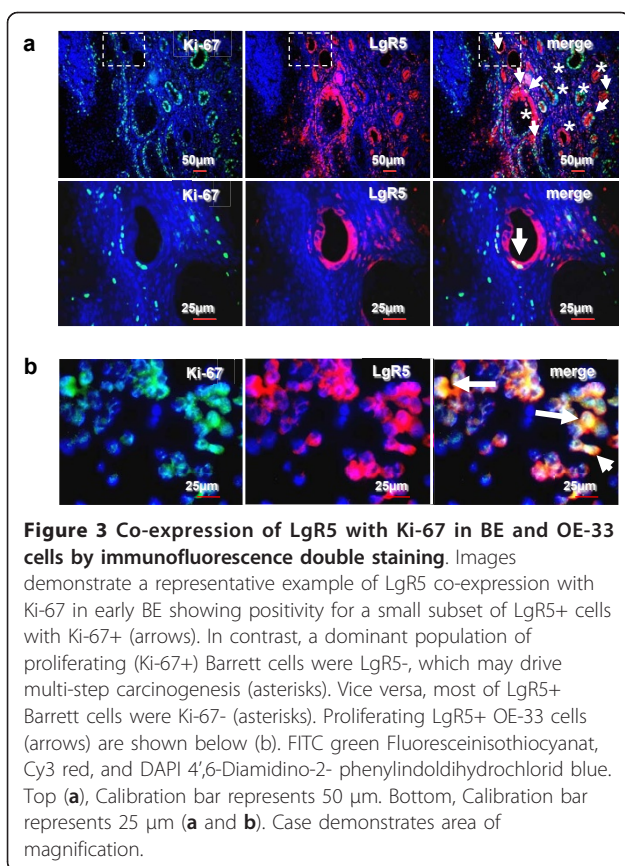 a
Ki-67
LgR5
merge
50µm
50µm
50µm
Ki-67
LgR5
merge
25µm
25µm
25µm
b
Ki-67
LgR5
merge
25µm
25µm
25µm
Figure 3 Co-expression of LgR5 with Ki-67 in BE and OE-33
cells by immunofluorescence double staining. Images
demonstrate a representative example of LgR5 co-expression with
Ki-67 in early BE showing positivity for a small subset of LgR5+ cells
with Ki-67+ (arrows). In contrast, a dominant population of
proliferating (Ki-67+) Barrett cells were LgR5-, which may drive
multi-step carcinogenesis (asterisks). Vice versa, most of LgR5+
Barrett cells were Ki-67- (asterisks). Proliferating LgR5+ OE-33 cells
(arrows) are shown below (b). FITC green Fluoresceinisothiocyanat,
Cy3 red, and DAPI 4',6-Diamidino-2- phenylindoldihydrochlorid blue.
Top (a), Calibration bar represents 50 μm. Bottom, Calibration bar
represents 25 μm (a and b). Case demonstrates area of
magnification.